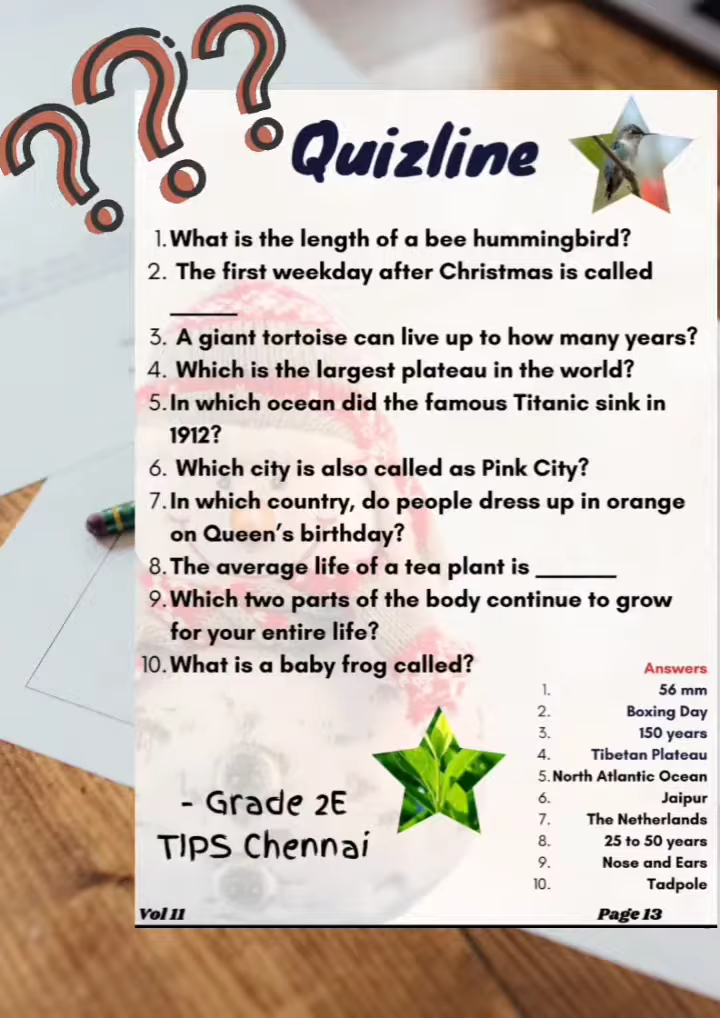 Quizline
1. What is the length of a bee hummingbird?
2. The first weekday after Christmas is called
______
3. A giant tortoise can live up to how many years?
4. Which is the largest plateau in the world?
5. In which ocean did the famous Titanic sink in
1912?
6. Which city is also called as Pink City?
7. In which country, do people dress up in orange
on Queen's birthday?
8. The average life of a tea plant is _______
9. Which two parts of the body continue to grow
for your entire life?
10. What is a baby frog called?
Answers
1. 56 mm
2. Boxing Day
3. 150 years
4. Tibetan Plateau
5. North Atlantic Ocean
6. Jaipur
7. The Netherlands
8. 25 to 50 years
9. Nose and Ears
10. Tadpole
- Grade 2E
TIPS Chennai
Vol 11
Page 13